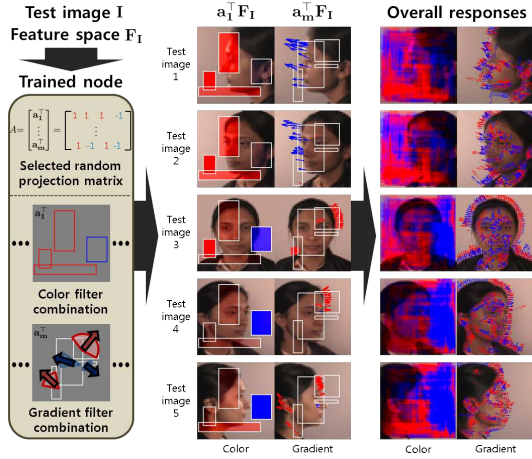 Test image I
Feature space F_I
Trained node
A= [a_1^⊤ ⋮ a_m^⊤] = [1 1 1 -1 ⋮ 1 -1 1 -1]
Selected random
projection matrix
a_1^⊤
Color filter
combination
a_m^⊤
Gradient filter
combination
a_1^⊤F_I a_m^⊤F_I
Test
image
1
Test
image
2
Test
image
3
Test
image
4
Test
image
5
Color Gradient
Overall responses
Color Gradient